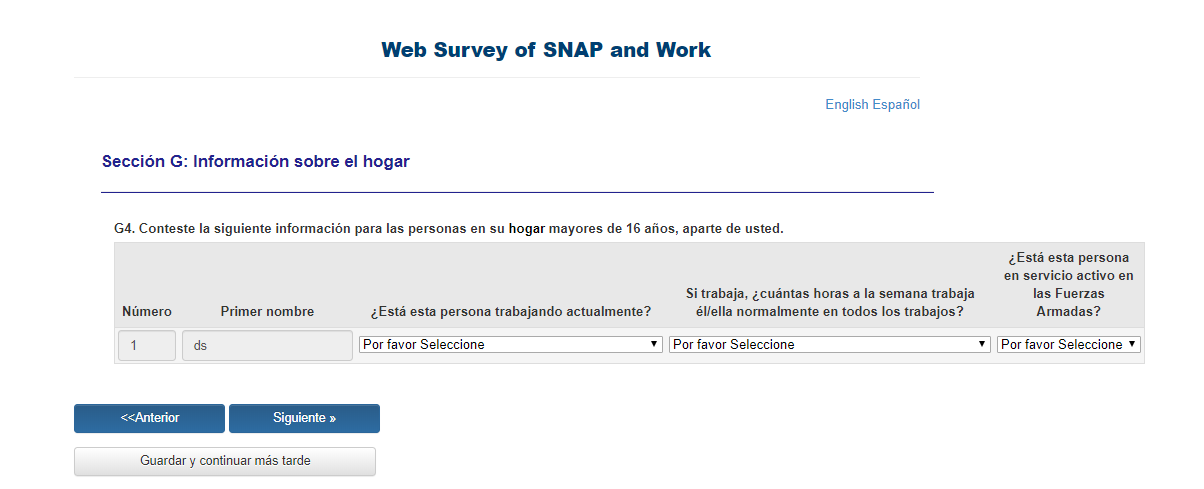 Web Survey of SNAP and Work
English Español
Sección G: Información sobre el hogar
G4. Conteste la siguiente información para las personas en su hogar mayores de 16 años, aparte de usted.
Número
Primer nombre
¿Está esta persona trabajando actualmente?
Si trabaja, ¿cuántas horas a la semana trabaja
él/ella normalmente en todos los trabajos?
¿Está esta persona
en servicio activo en
las Fuerzas
Armadas?
1
ds
Por favor Seleccione
Por favor Seleccione
Por favor Seleccione
<<Anterior
Siguiente »
Guardar y continuar más tarde